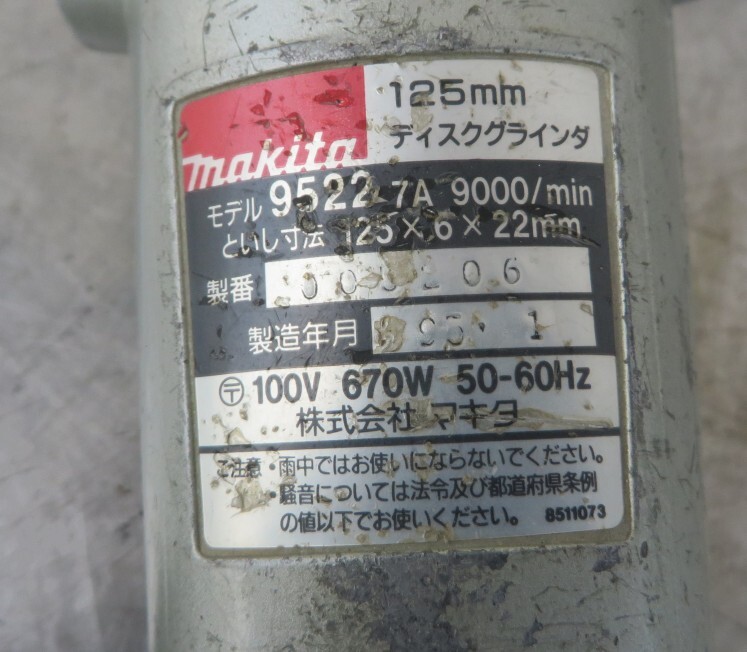 makita
125mm
ディスクグラインダ
モデル 9522 7A 9000/min
といし寸法 125×6×22mm
製番 06
製造年月 95 1
〒 100V 670W 50-60Hz
株式会社 マキタ
ご注意・雨中ではお使いにならないでください。
・騒音については法令及び都道府県条例
の値以下でお使いください。 8511073